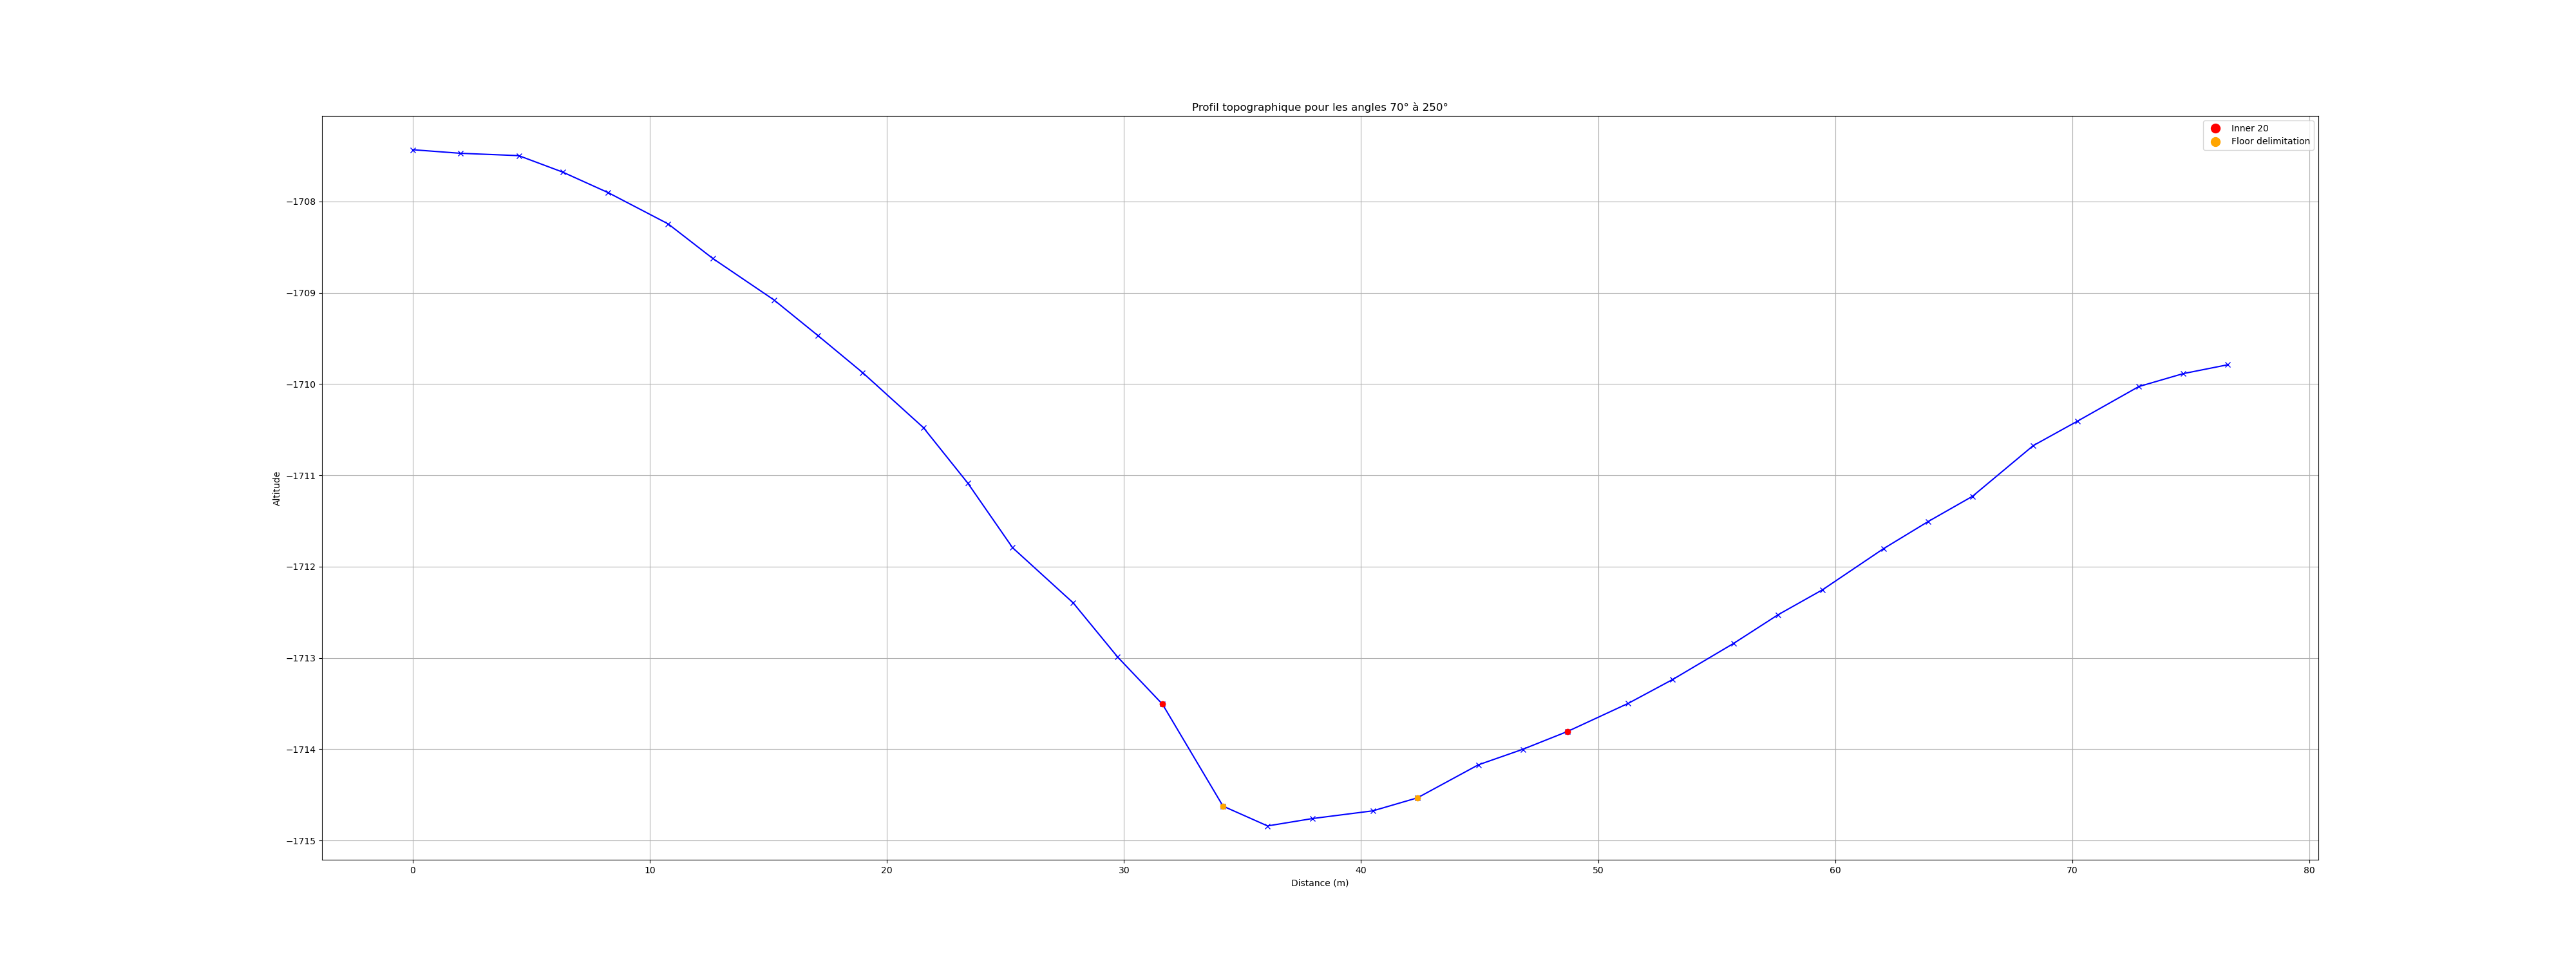 Profil topographique pour les angles 70° à 250°
Inner 20
Floor delimitation
−1708
−1709
−1710
−1711
−1712
−1713
−1714
−1715
Altitude
0 10 20 30 40 50 60 70 80
Distance (m)